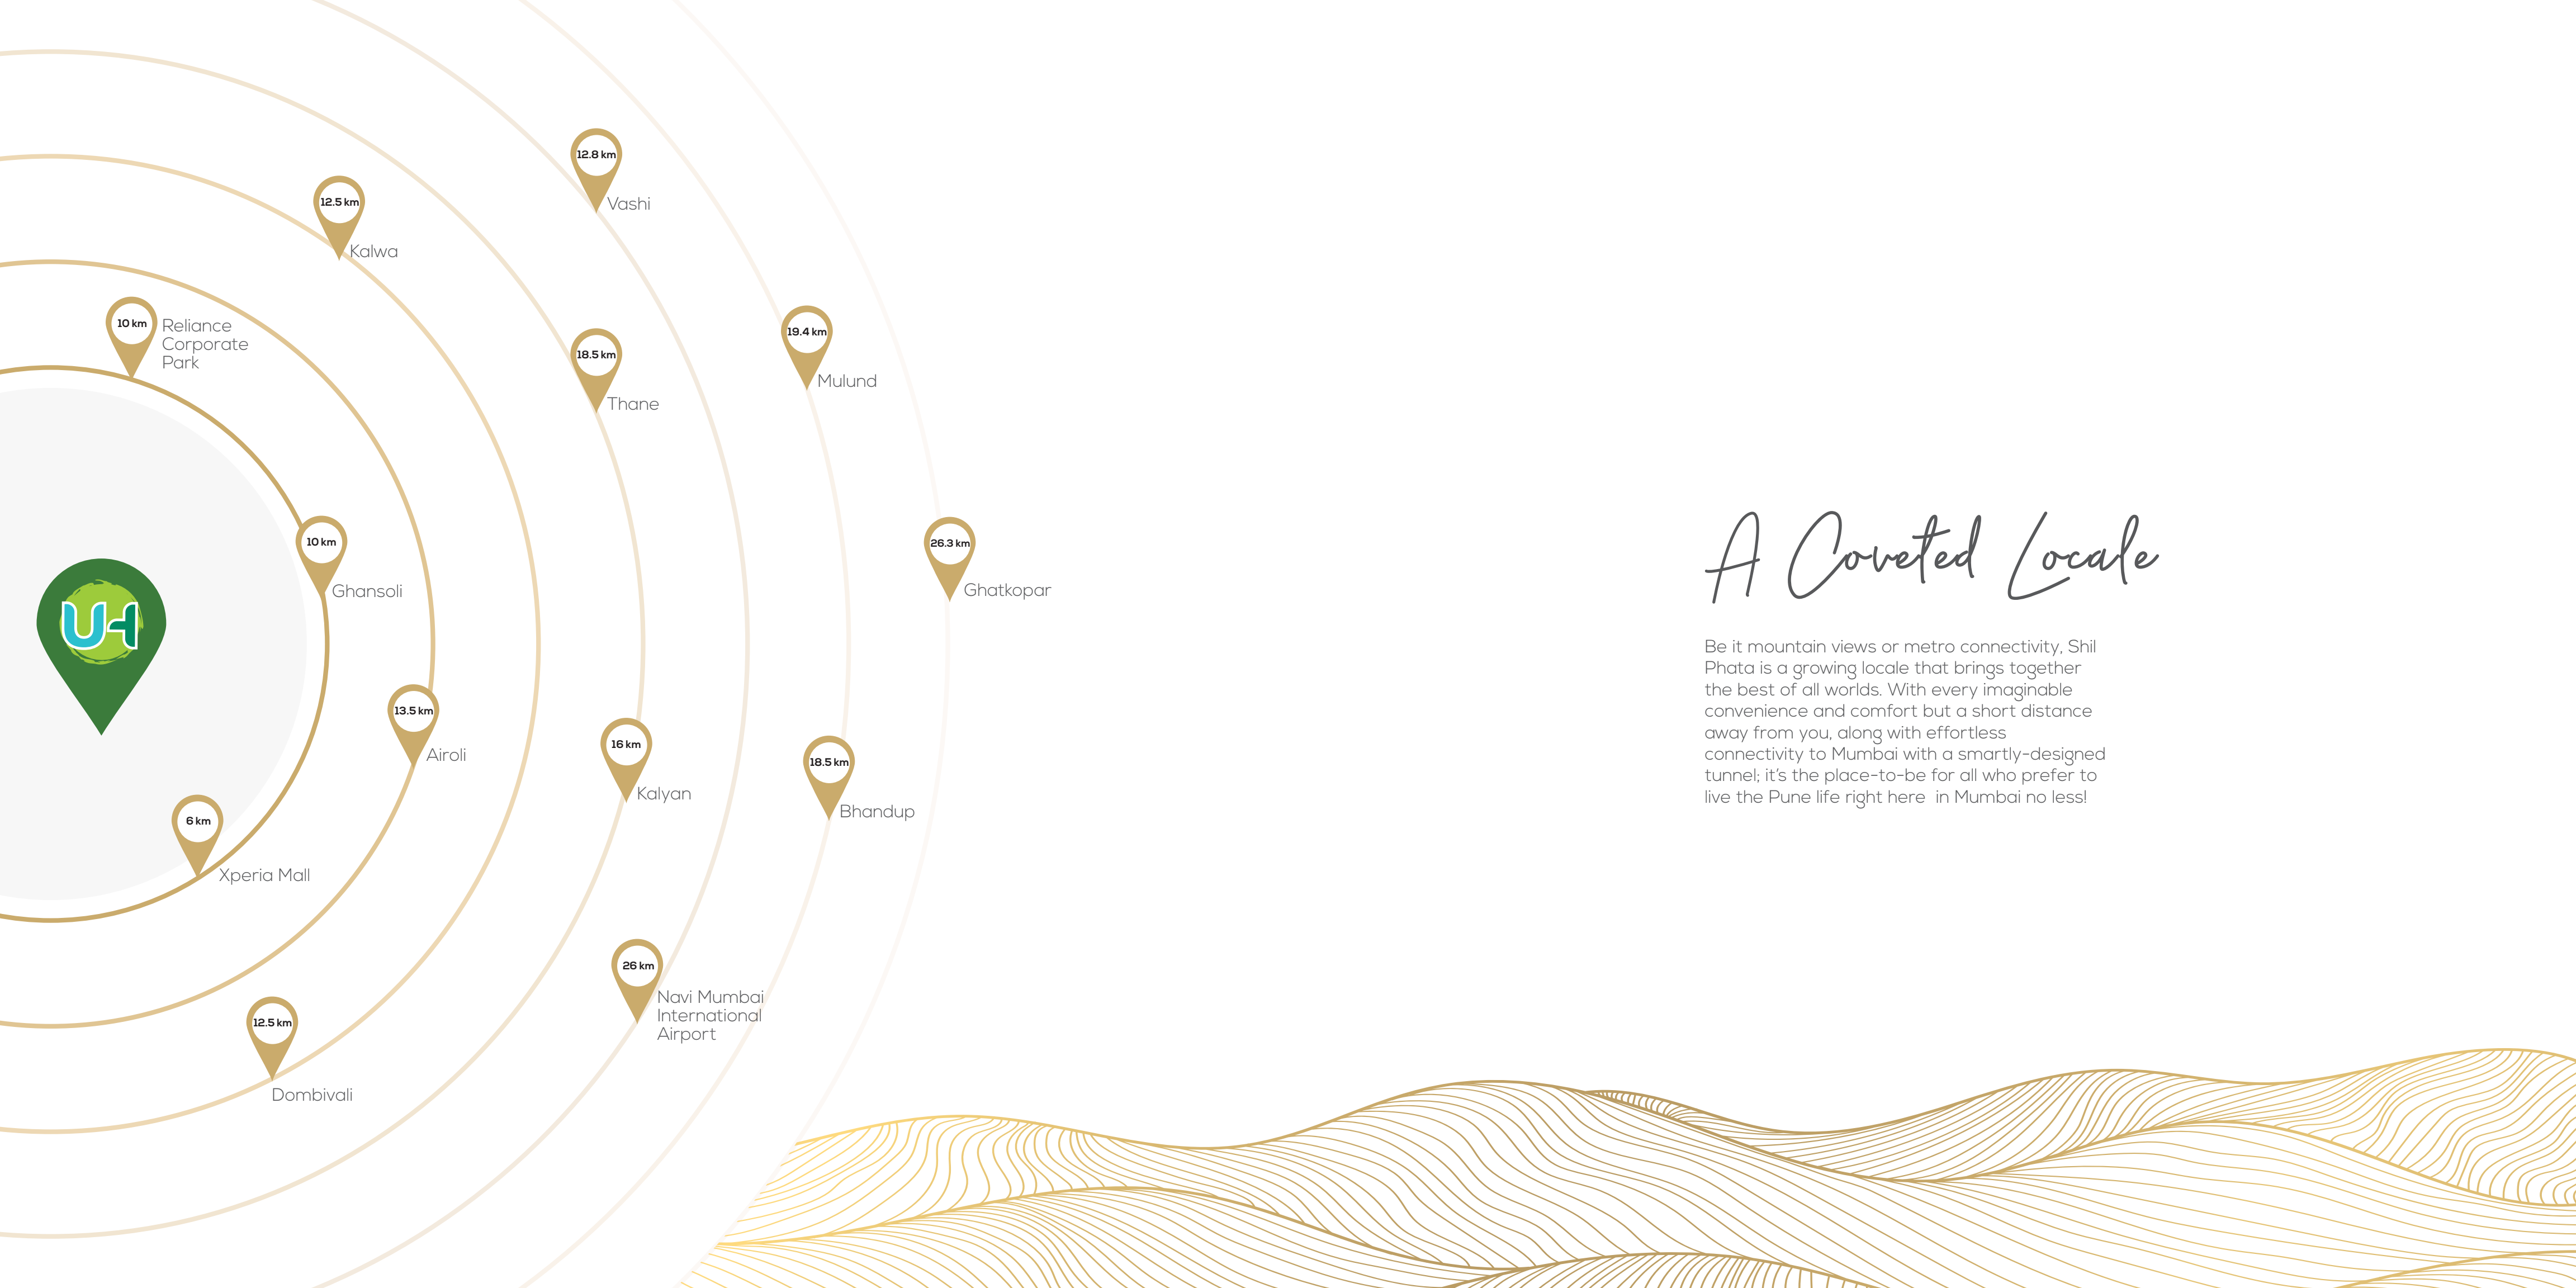 12.8 km
Vashi
12.5 km
Kalwa
10 km
Reliance
Corporate
Park
19.4 km
Mulund
18.5 km
Thane
10 km
Ghansoli
26.3 km
Ghatkopar
UH
13.5 km
Airoli
16 km
Kalyan
18.5 km
Bhandup
6 km
Xperia Mall
26 km
Navi Mumbai
International
Airport
12.5 km
Dombivali
A Coveted Locale
Be it mountain views or metro connectivity, Shil
Phata is a growing locale that brings together
the best of all worlds. With every imaginable
convenience and comfort but a short distance
away from you, along with effortless
connectivity to Mumbai with a smartly-designed
tunnel; it's the place-to-be for all who prefer to
live the Pune life right here  in Mumbai no less!